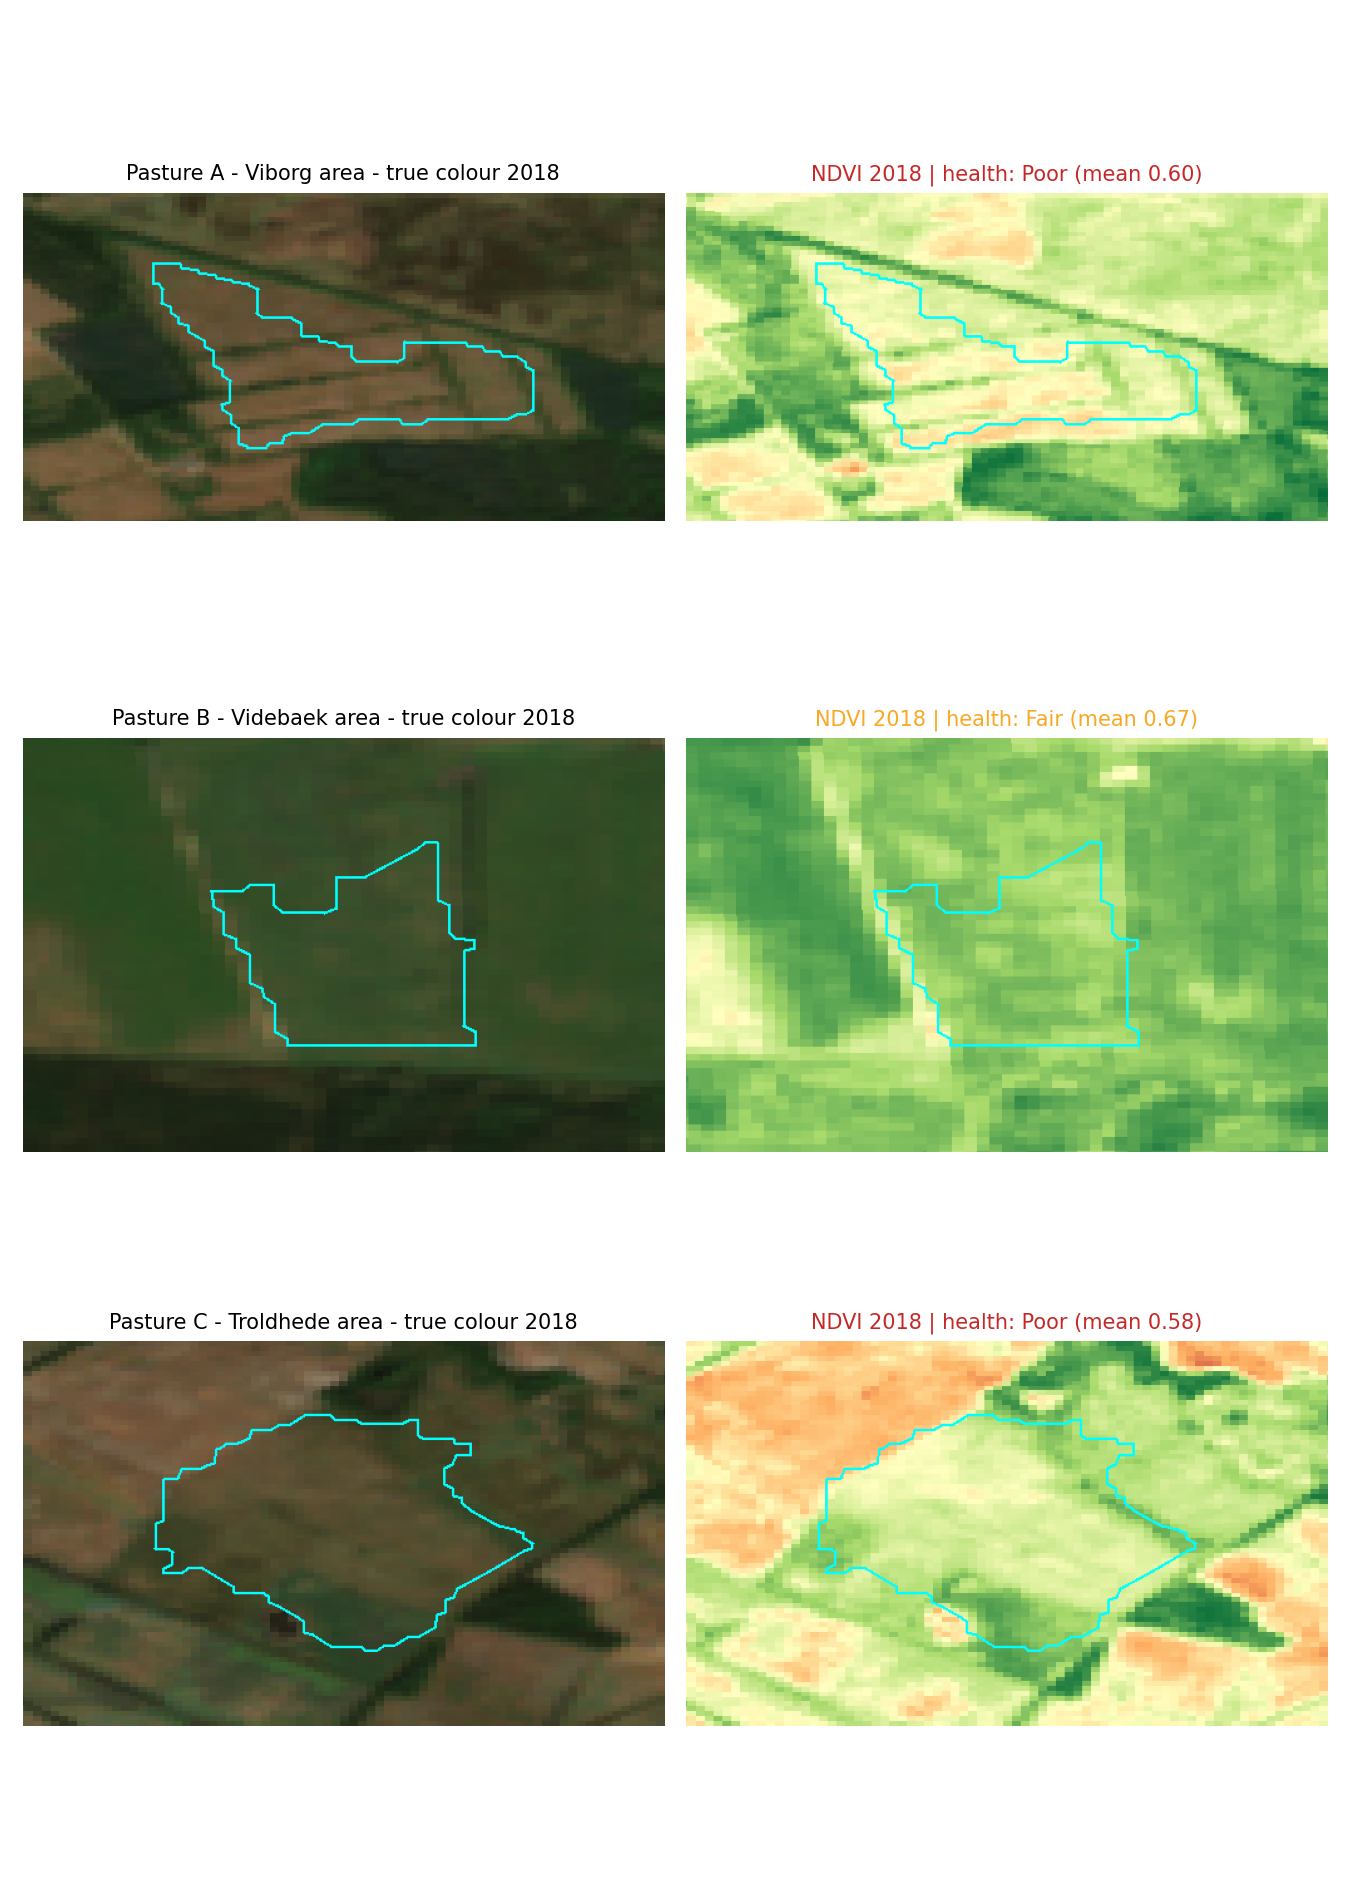 Pasture A - Viborg area - true colour 2018
NDVI 2018 | health: Poor (mean 0.60)
Pasture B - Videbaek area - true colour 2018
NDVI 2018 | health: Fair (mean 0.67)
Pasture C - Troldhede area - true colour 2018
NDVI 2018 | health: Poor (mean 0.58)